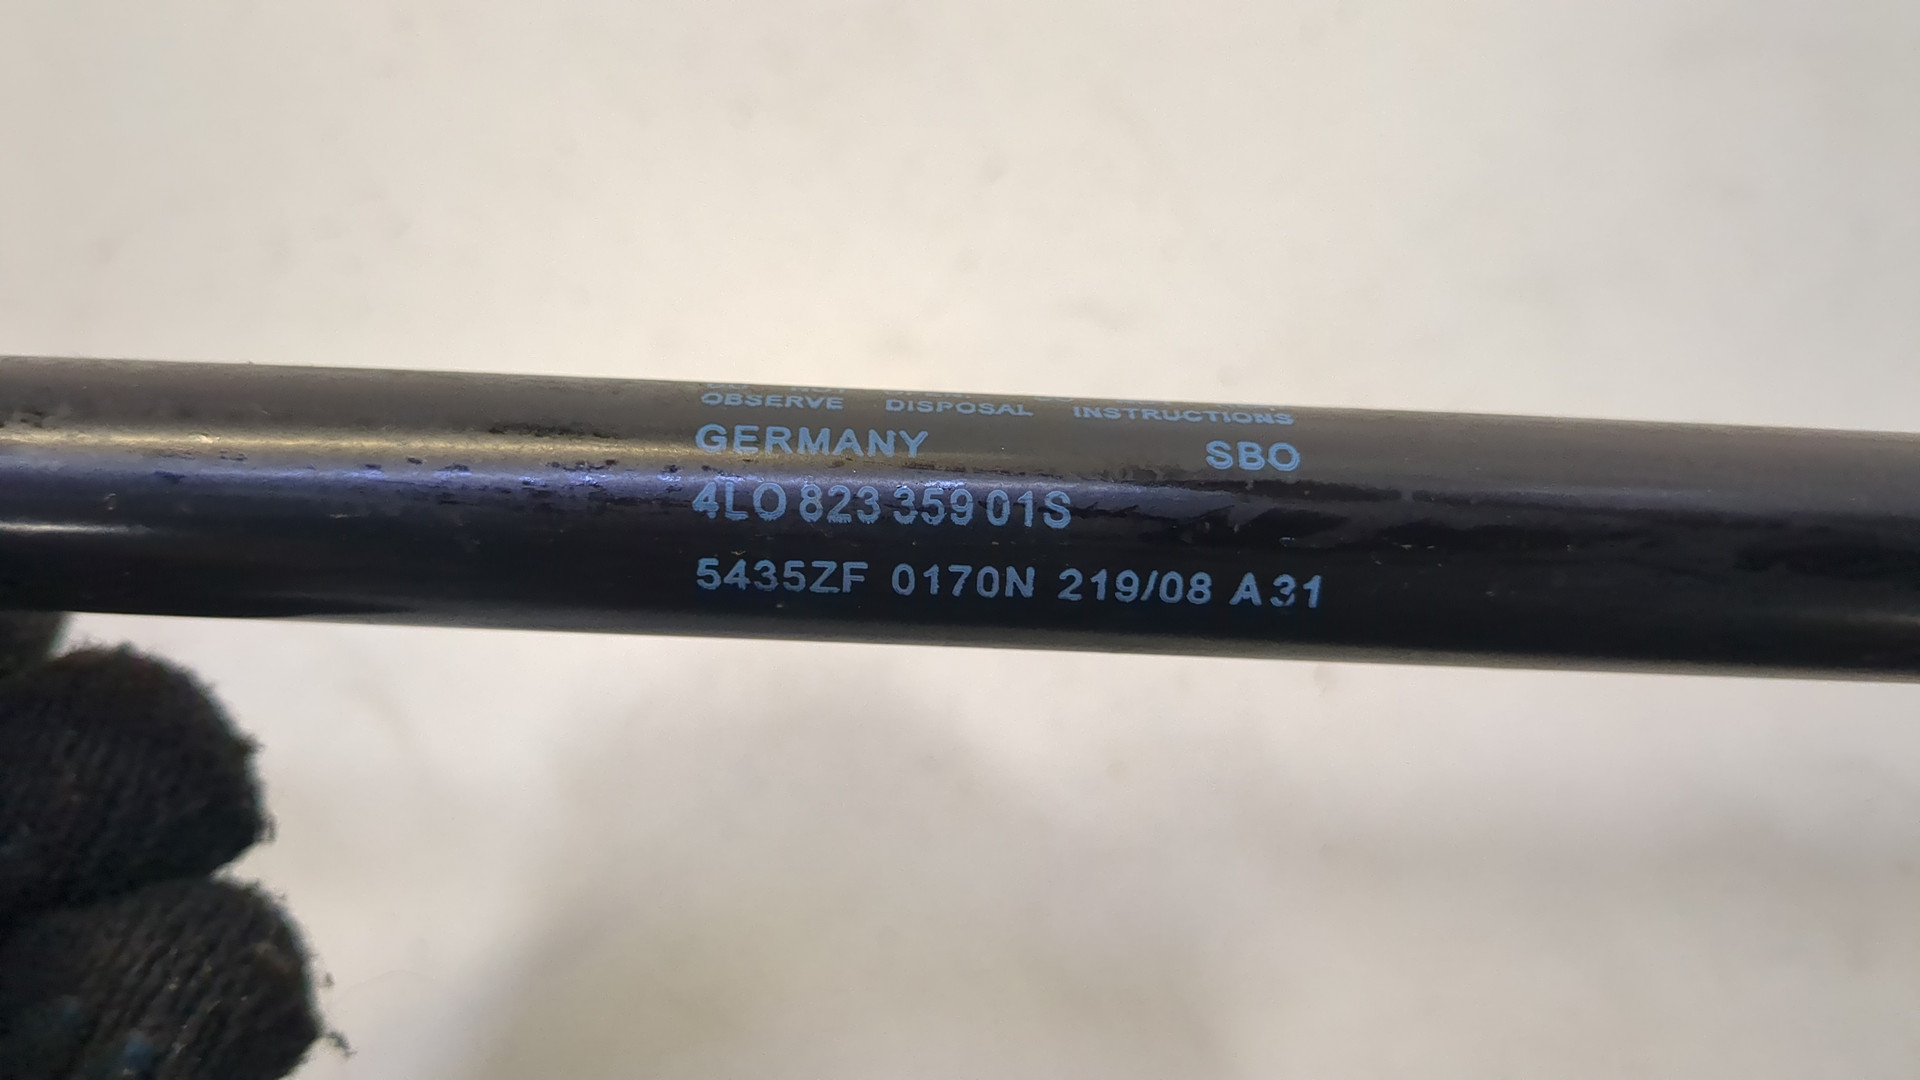 OBSERVE DISPOSAL INSTRUCTIONS
GERMANY SBO
4L0 823 359 01S
5435ZF 0170N 219/08 A31